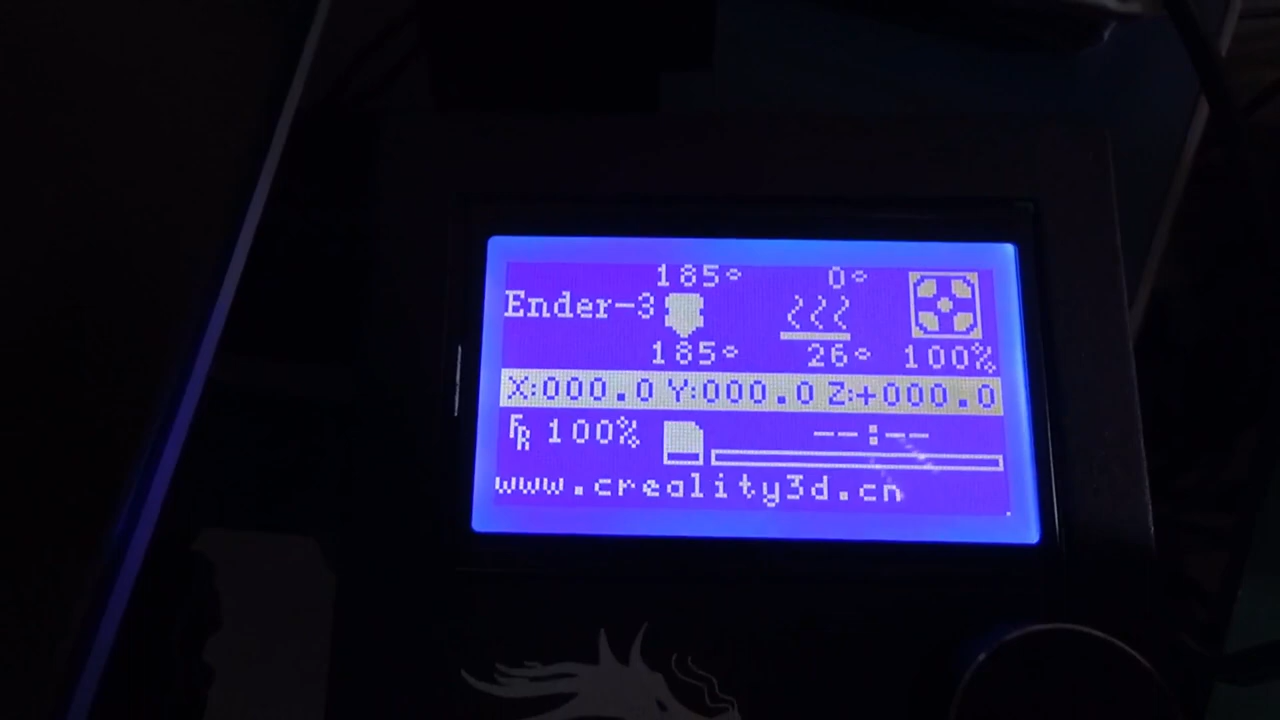 185° 0°
Ender-3
185° 26° 100%
X:000.0 Y:000.0 Z:+000.0
FR 100% --:--
www.creality3d.cn